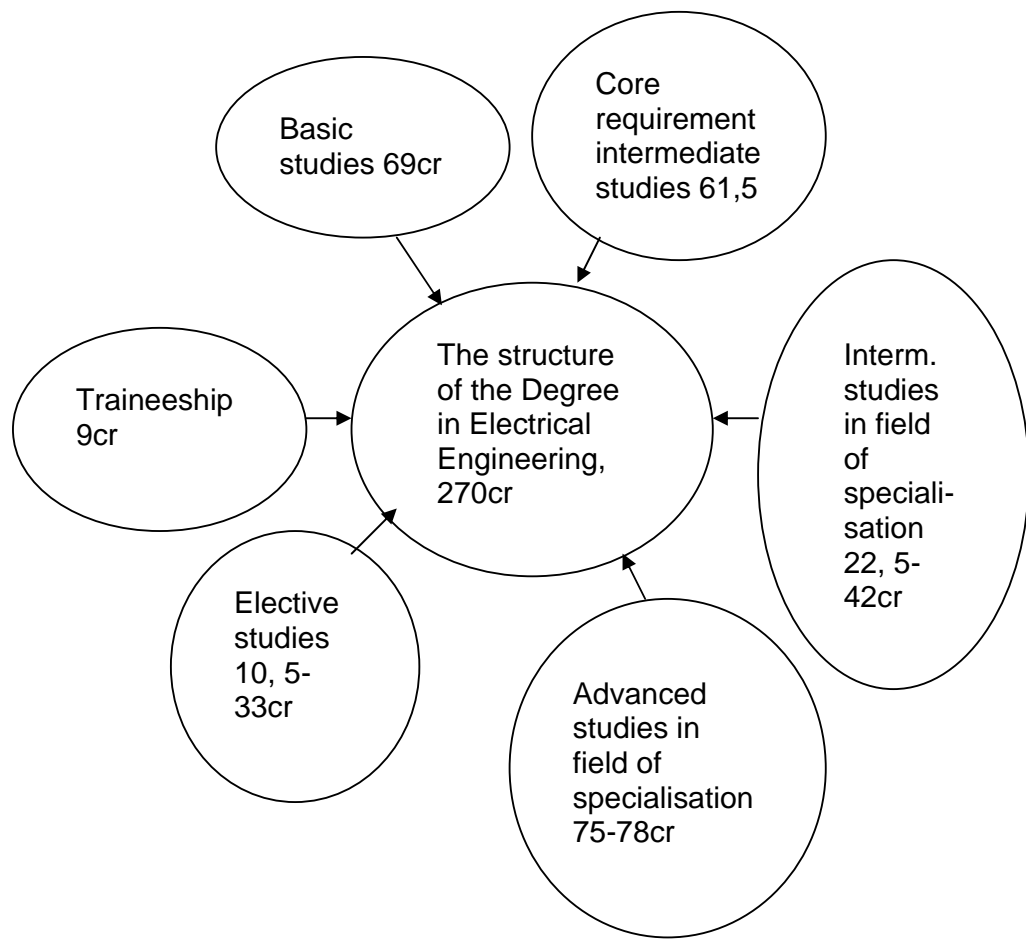 Basic
studies 69cr
Core
requirement
intermediate
studies 61,5
The structure
of the Degree
in Electrical
Engineering,
270cr
Interm.
studies
in field
of
speciali-
sation
22, 5-
42cr
Traineeship
9cr
Elective
studies
10, 5-
33cr
Advanced
studies in
field of
specialisation
75-78cr